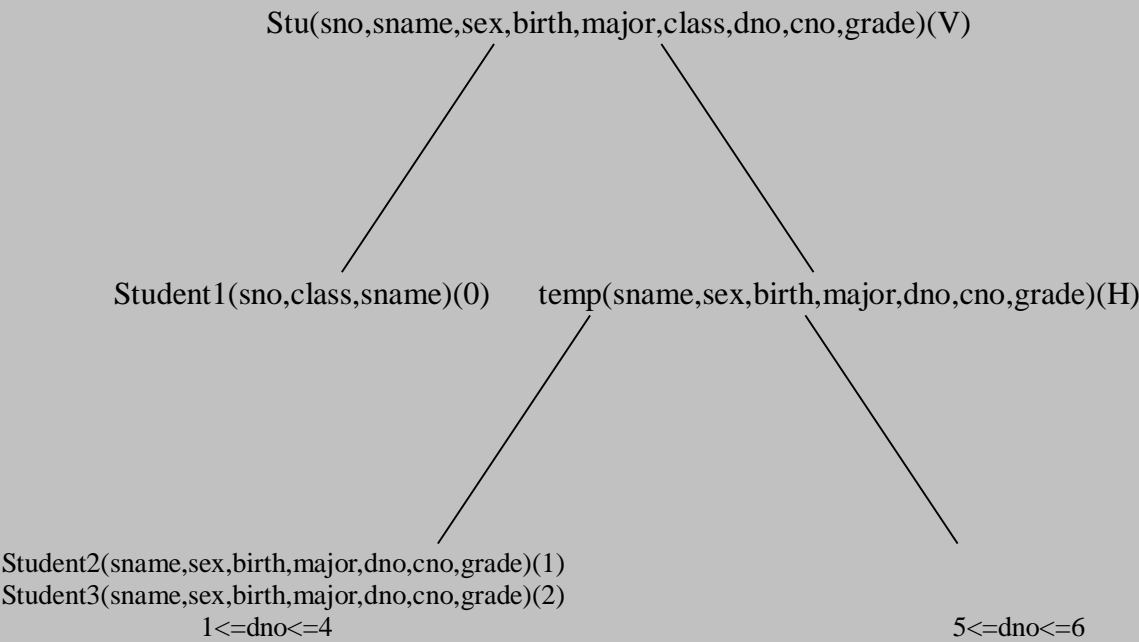 Stu(sno,sname,sex,birth,major,class,dno,cno,grade)(V)
Student1(sno,class,sname)(0) temp(sname,sex,birth,major,dno,cno,grade)(H)
Student2(sname,sex,birth,major,dno,cno,grade)(1)
Student3(sname,sex,birth,major,dno,cno,grade)(2)
1<=dno<=4 5<=dno<=6